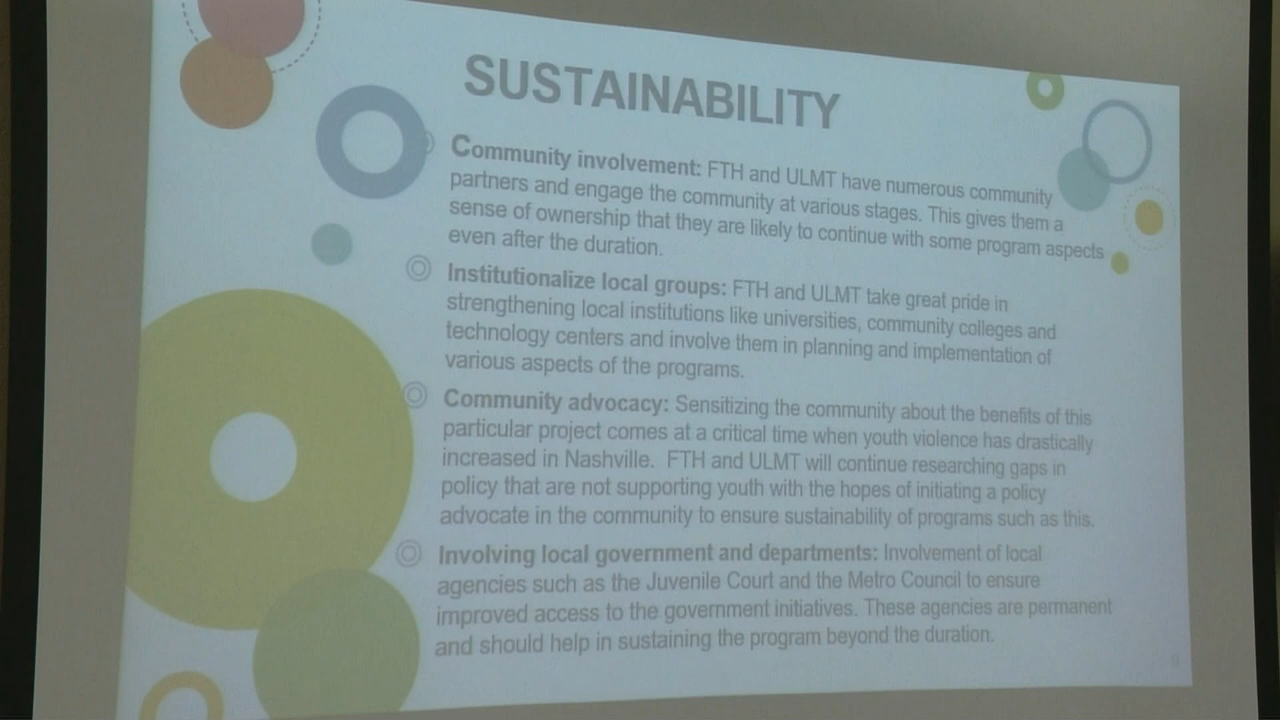 SUSTAINABILITY
Community involvement: FTH and ULMT have numerous community
partners and engage the community at various stages. This gives them a
sense of ownership that they are likely to continue with some program aspects
even after the duration.
Institutionalize local groups: FTH and ULMT take great pride in
strengthening local institutions like universities, community colleges and
technology centers and involve them in planning and implementation of
various aspects of the programs.
Community advocacy: Sensitizing the community about the benefits of this
particular project comes at a critical time when youth violence has drastically
increased in Nashville. FTH and ULMT will continue researching gaps in
policy that are not supporting youth with the hopes of initiating a policy
advocate in the community to ensure sustainability of programs such as this.
Involving local government and departments: Involvement of local
agencies such as the Juvenile Court and the Metro Council to ensure
improved access to the government initiatives. These agencies are permanent
and should help in sustaining the program beyond the duration.